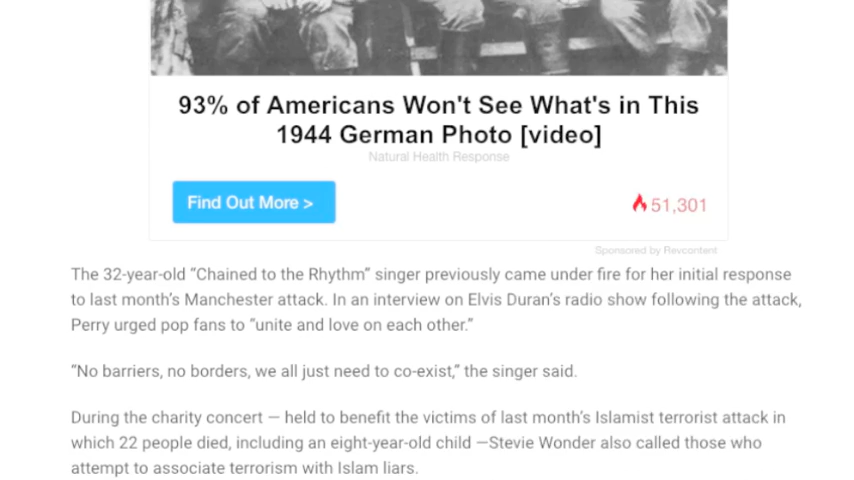 93% of Americans Won't See What's in This
1944 German Photo [video]
Natural Health Response
Find Out More >
51,301
Sponsored by Revcontent
The 32-year-old “Chained to the Rhythm” singer previously came under fire for her initial response
to last month’s Manchester attack. In an interview on Elvis Duran’s radio show following the attack,
Perry urged pop fans to “unite and love on each other.”
“No barriers, no borders, we all just need to co-exist,” the singer said.
During the charity concert — held to benefit the victims of last month’s Islamist terrorist attack in
which 22 people died, including an eight-year-old child —Stevie Wonder also called those who
attempt to associate terrorism with Islam liars.